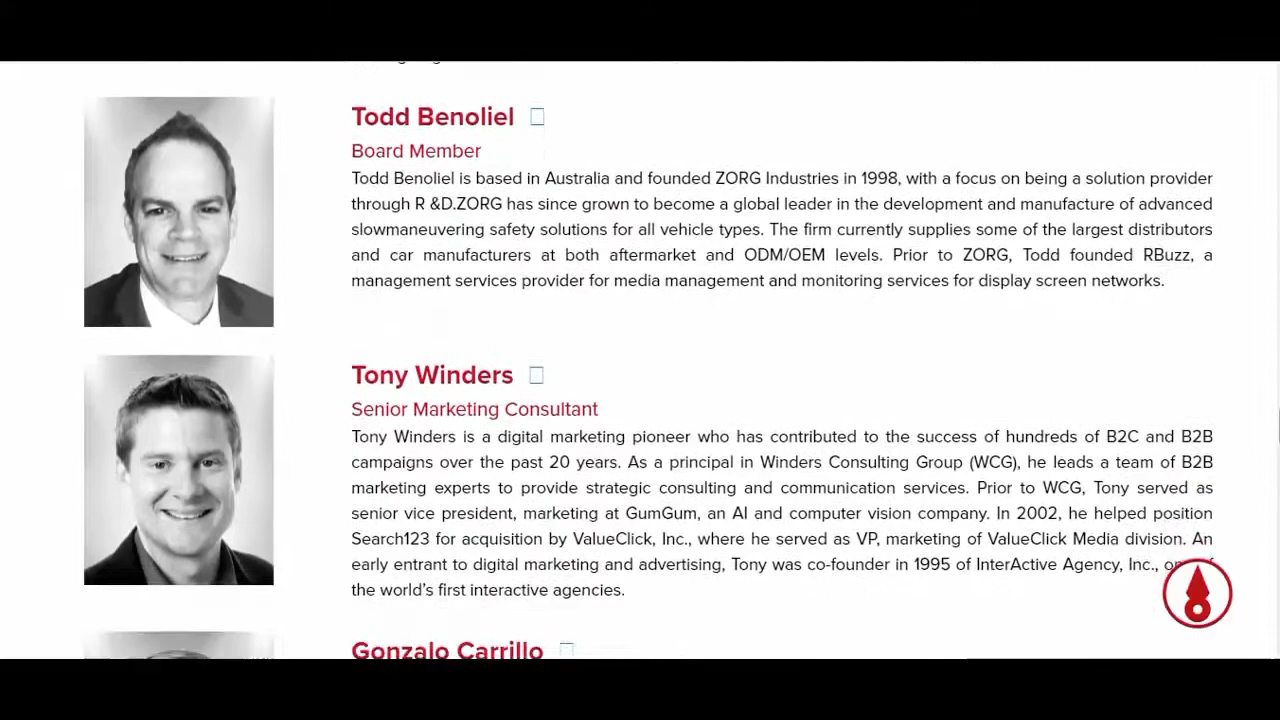 Todd Benoliel
Board Member
Todd Benoliel is based in Australia and founded ZORG Industries in 1998, with a focus on being a solution provider
through R &D.ZORG has since grown to become a global leader in the development and manufacture of advanced
slowmaneuvering safety solutions for all vehicle types. The firm currently supplies some of the largest distributors
and car manufacturers at both aftermarket and ODM/OEM levels. Prior to ZORG, Todd founded RBuzz, a
management services provider for media management and monitoring services for display screen networks.
Tony Winders
Senior Marketing Consultant
Tony Winders is a digital marketing pioneer who has contributed to the success of hundreds of B2C and B2B
campaigns over the past 20 years. As a principal in Winders Consulting Group (WCG), he leads a team of B2B
marketing experts to provide strategic consulting and communication services. Prior to WCG, Tony served as
senior vice president, marketing at GumGum, an AI and computer vision company. In 2002, he helped position
Search123 for acquisition by ValueClick, Inc., where he served as VP, marketing of ValueClick Media division. An
early entrant to digital marketing and advertising, Tony was co-founder in 1995 of InterActive Agency, Inc.,
the world's first interactive agencies.
Gonzalo Carrillo